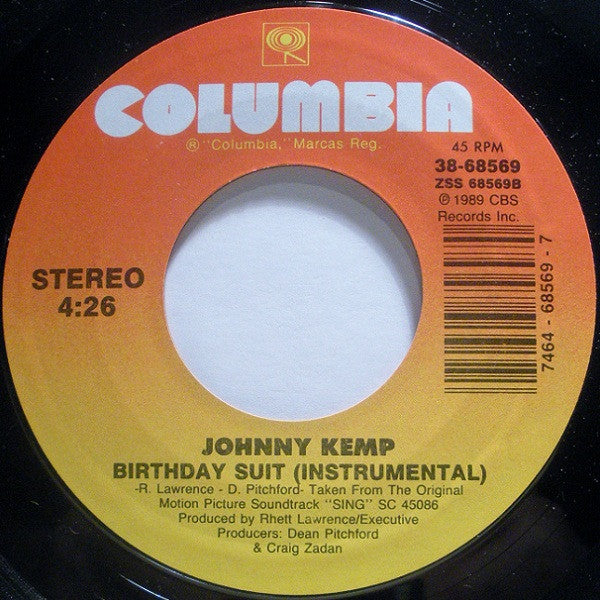 COLUMBIA
® "Columbia," Marcas Reg.
45 RPM
38-68569
ZSS 68569B
℗ 1989 CBS
Records Inc.
STEREO
4:26
7464-68569-7
JOHNNY KEMP
BIRTHDAY SUIT (INSTRUMENTAL)
-R. Lawrence - D. Pitchford- Taken From The Original
Motion Picture Soundtrack "SING" SC 45086
Produced by Rhett Lawrence/Executive
Producers: Dean Pitchford
& Craig Zadan